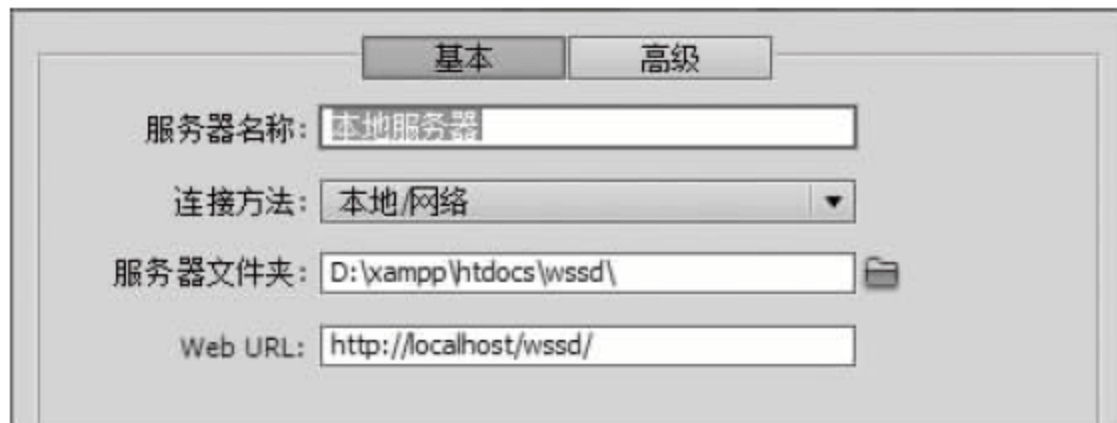 基本 高级
服务器名称: 本地服务器
连接方法: 本地/网络
服务器文件夹: D:\xampp\htdocs\wssd\
Web URL: http://localhost/wssd/